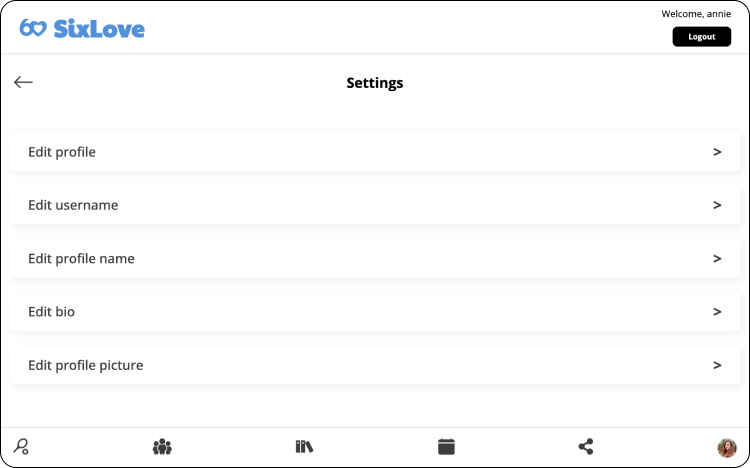 SixLove
Welcome, annie
Logout
Settings
Edit profile >
Edit username >
Edit profile name >
Edit bio >
Edit profile picture >